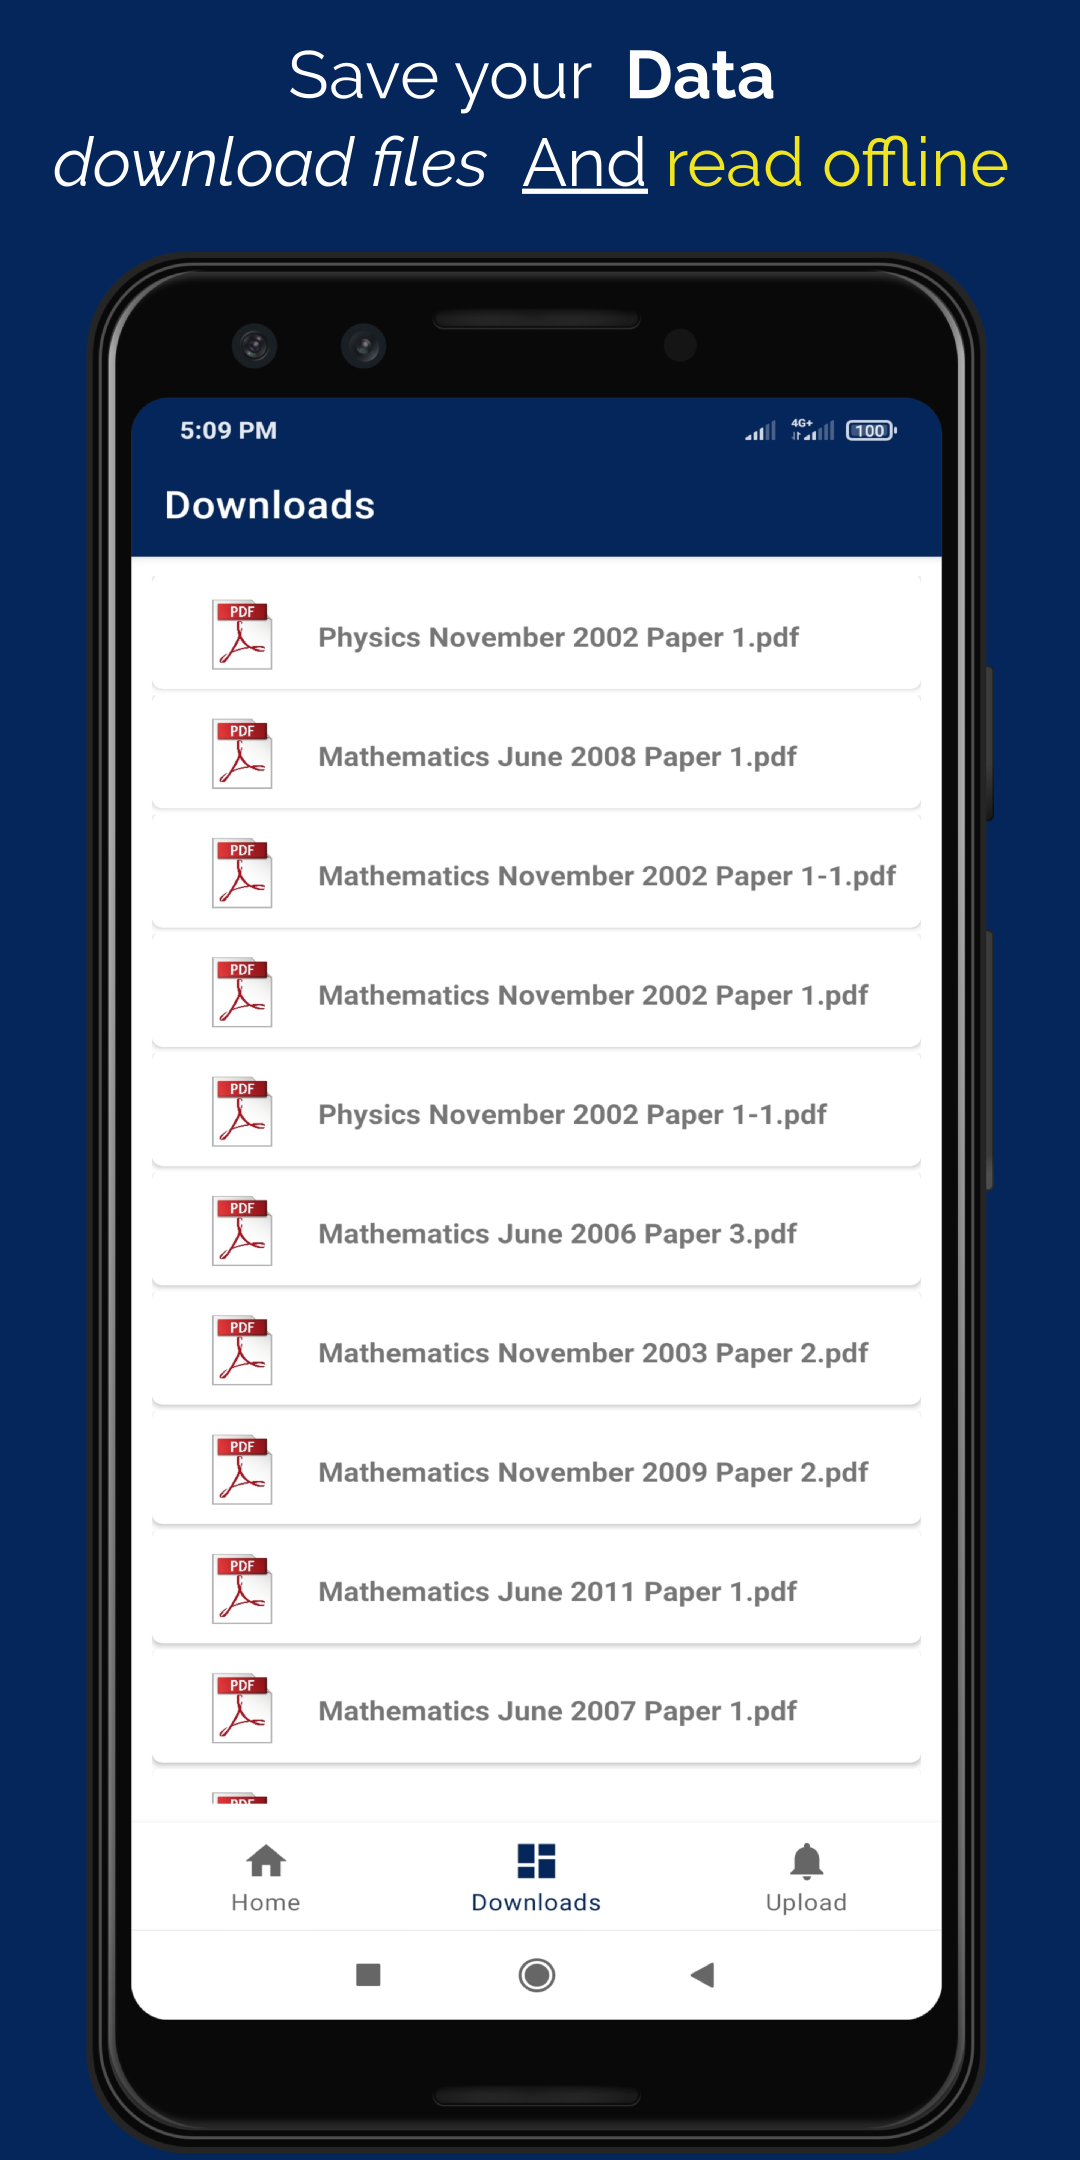 Save your Data
download files And read offline
5:09 PM 4G+ 100
Downloads
PDF
Physics November 2002 Paper 1.pdf
PDF
Mathematics June 2008 Paper 1.pdf
PDF
Mathematics November 2002 Paper 1-1.pdf
PDF
Mathematics November 2002 Paper 1.pdf
PDF
Physics November 2002 Paper 1-1.pdf
PDF
Mathematics June 2006 Paper 3.pdf
PDF
Mathematics November 2003 Paper 2.pdf
PDF
Mathematics November 2009 Paper 2.pdf
PDF
Mathematics June 2011 Paper 1.pdf
PDF
Mathematics June 2007 Paper 1.pdf
PDF
Home Downloads Upload